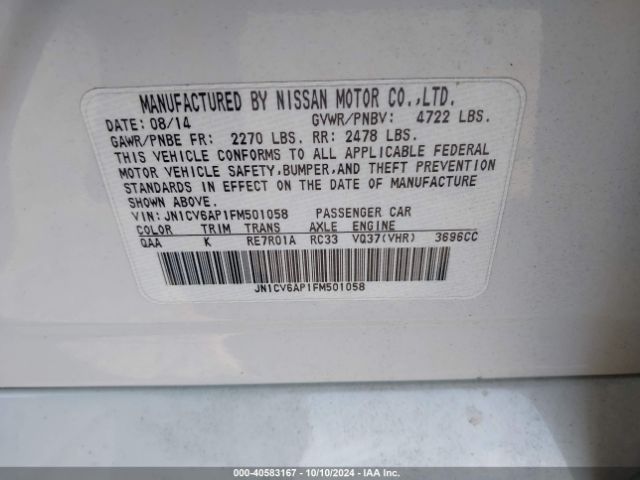 MANUFACTURED BY NISSAN MOTOR CO.,LTD.
DATE: 08/14 GVWR/PNBV: 4722 LBS.
GAWR/PNBE FR: 2270 LBS. RR: 2478 LBS.
THIS VEHICLE CONFORMS TO ALL APPLICABLE FEDERAL
MOTOR VEHICLE SAFETY,BUMPER,AND THEFT PREVENTION
STANDARDS IN EFFECT ON THE DATE OF MANUFACTURE
SHOWN ABOVE.
VIN: JN1CV6AP1FM501058 PASSENGER CAR
COLOR TRIM TRANS AXLE ENGINE
QAA K RE7R01A RC33 VQ37(VHR) 3696CC
JN1CV6AP1FM501058
000-40583167 - 10/10/2024 - IAA Inc.